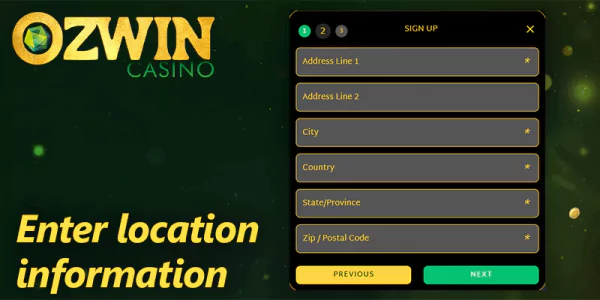 OZWIN
CASINO
1 2 3 SIGN UP ×
Address Line 1 *
Address Line 2
City *
Country *
State/Province *
Zip / Postal Code *
PREVIOUS NEXT
Enter location
information